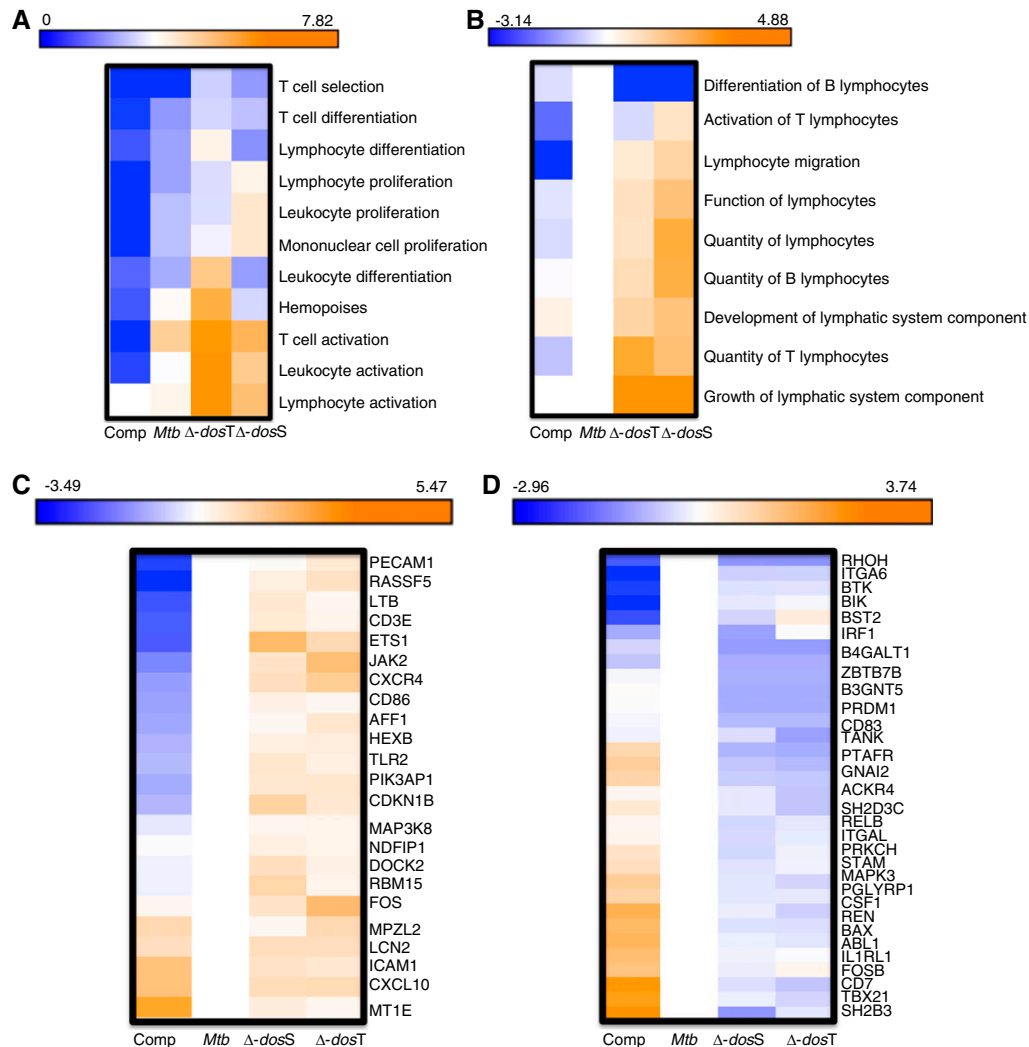 A
0 7.82
T cell selection
T cell differentiation
Lymphocyte differentiation
Lymphocyte proliferation
Leukocyte proliferation
Mononuclear cell proliferation
Leukocyte differentiation
Hemopoises
T cell activation
Leukocyte activation
Lymphocyte activation
Comp Mtb Δ-dosT Δ-dosS
B
-3.14 4.88
Differentiation of B lymphocytes
Activation of T lymphocytes
Lymphocyte migration
Function of lymphocytes
Quantity of lymphocytes
Quantity of B lymphocytes
Development of lymphatic system component
Quantity of T lymphocytes
Growth of lymphatic system component
Comp Mtb Δ-dosT Δ-dosS
C
-3.49 5.47
PECAM1
RASSF5
LTB
CD3E
ETS1
JAK2
CXCR4
CD86
AFF1
HEXB
TLR2
PIK3AP1
CDKN1B
MAP3K8
NDFIP1
DOCK2
RBM15
FOS
MPZL2
LCN2
ICAM1
CXCL10
MT1E
Comp Mtb Δ-dosS Δ-dosT
D
-2.96 3.74
RHOH
ITGA6
BTK
BIK
BST2
IRF1
B4GALT1
ZBTB7B
B3GNT5
PRDM1
CD83
TANK
PTAFR
GNAI2
ACKR4
SH2D3C
RELB
ITGAL
PRKCH
STAM
MAPK3
PGLYRP1
CSF1
REN
BAX
ABL1
IL1RL1
FOSB
CD7
TBX21
SH2B3
Comp Mtb Δ-dosS Δ-dosT